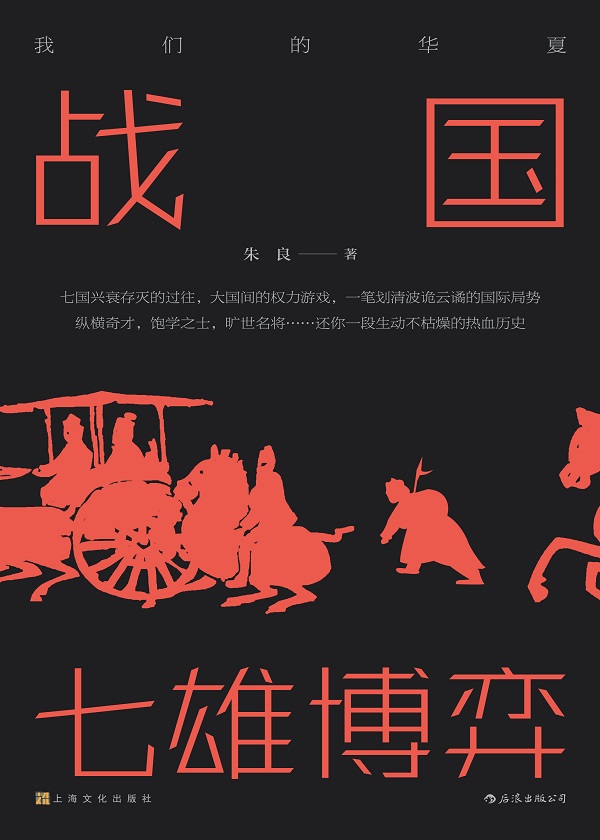 我们的华夏
战国
朱良——著
七国兴衰存灭的过往，大国间的权力游戏，一笔划清波诡云谲的国际局势
纵横奇才，饱学之士，旷世名将……还你一段生动不枯燥的热血历史
七雄博弈
上海文化出版社
后浪出版公司